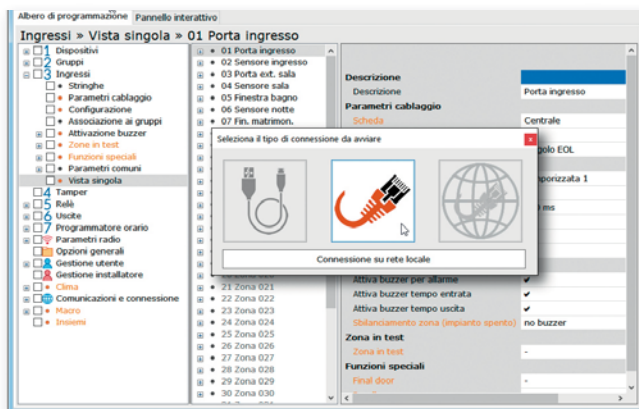 Albero di programmazione Pannello interattivo
Ingressi » Vista singola » 01 Porta ingresso
1 Dispositivi
2 Gruppi
3 Ingressi
Stringhe
Parametri cablaggio
Configurazione
Associazione ai gruppi
Attivazione buzzer
Zone in test
Funzioni speciali
Parametri comuni
Vista singola
4 Tamper
5 Relè
6 Uscite
7 Programmatore orario
Parametri radio
Opzioni generali
Gestione utente
Gestione installatore
Clima
Comunicazioni e connessione
Macro
Insiemi
01 Porta ingresso
02 Sensore ingresso
03 Porta ext. sala
04 Sensore sala
05 Finestra bagno
06 Sensore notte
07 Fin. matrimon.
21 Zona 021
22 Zona 022
23 Zona 023
24 Zona 024
25 Zona 025
26 Zona 026
27 Zona 027
28 Zona 028
29 Zona 029
30 Zona 030
Descrizione
Descrizione Porta ingresso
Parametri cablaggio
Scheda Centrale
golo EOL
porizzata 1
ms
Seleziona il tipo di connessione da avviare
Connessione su rete locale
Attiva buzzer per allarme
Attiva buzzer tempo entrata
Attiva buzzer tempo uscita
Sbilanciamento zona (impianto spento) no buzzer
Zona in test
Zona in test -
Funzioni speciali
Final door -